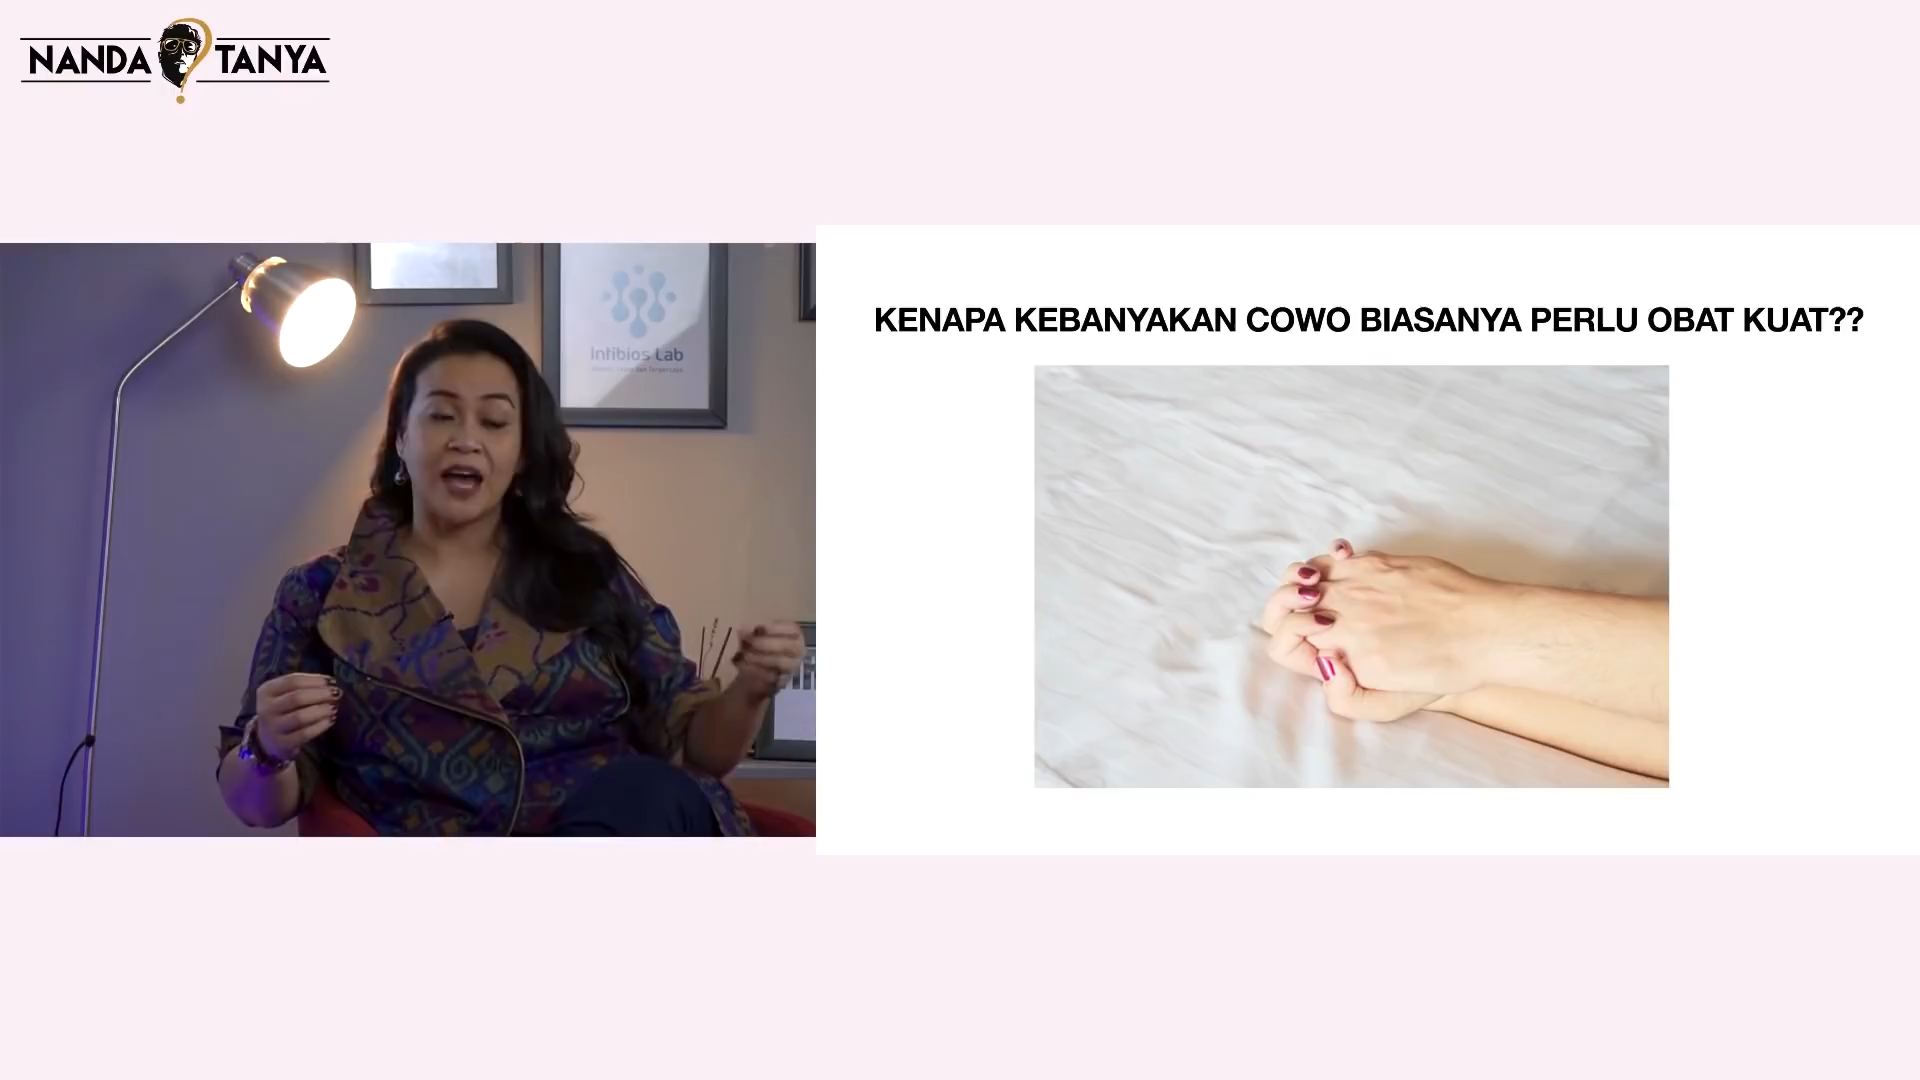 NANDA TANYA
Intibios Lab
KENAPA KEBANYAKAN COWO BIASANYA PERLU OBAT KUAT??